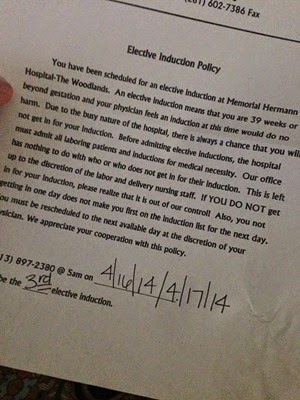 281) 602-7386 Fax
Elective Induction Policy
You have been scheduled for an elective induction at Memorial Hermann
Hospital-The Woodlands. An elective induction means that you are 39 weeks or
beyond gestation and your physician feels an induction at this time would do no
harm. Due to the busy nature of the hospital, there is always a chance that you will
not get in for your induction. Before admitting elective inductions, the hospital
must admit all laboring patients and inductions for medical necessity. Our office
has nothing to do with who or who does not get in for their induction. This is left
up to the discretion of the labor and delivery nursing staff. If YOU DO NOT get
in for your induction, please realize that it is out of our control! Also, you not
getting in one day does not make you first on the induction list for the next day.
you must be rescheduled to the next available day at the discretion of your
ysician. We appreciate your cooperation with this policy.
13) 897-2380 @ 5am on 4/16/14 / 4/17/14
be the 3rd elective induction.